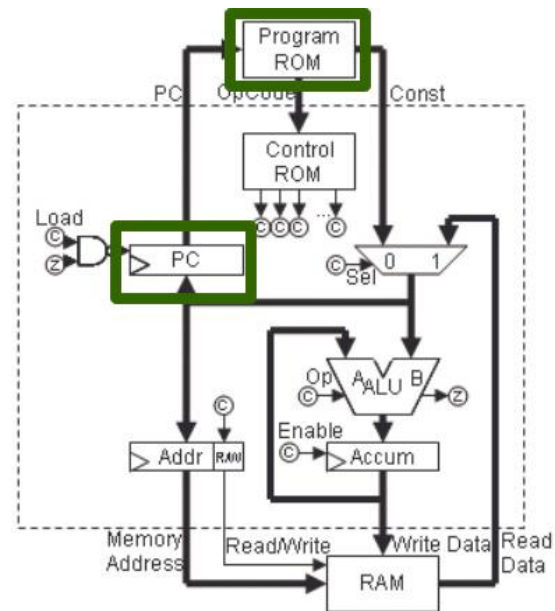 Program
ROM
PC
OpCode
Const
Control
ROM
C
C
C
...
C
Load
C
Z
PC
C
Sel
0
1
C
Op
C
A
ALU
B
Z
Enable
C
Addr
R/W
Accum
Memory
Address
Read/Write
Write Data
Read
Data
RAM